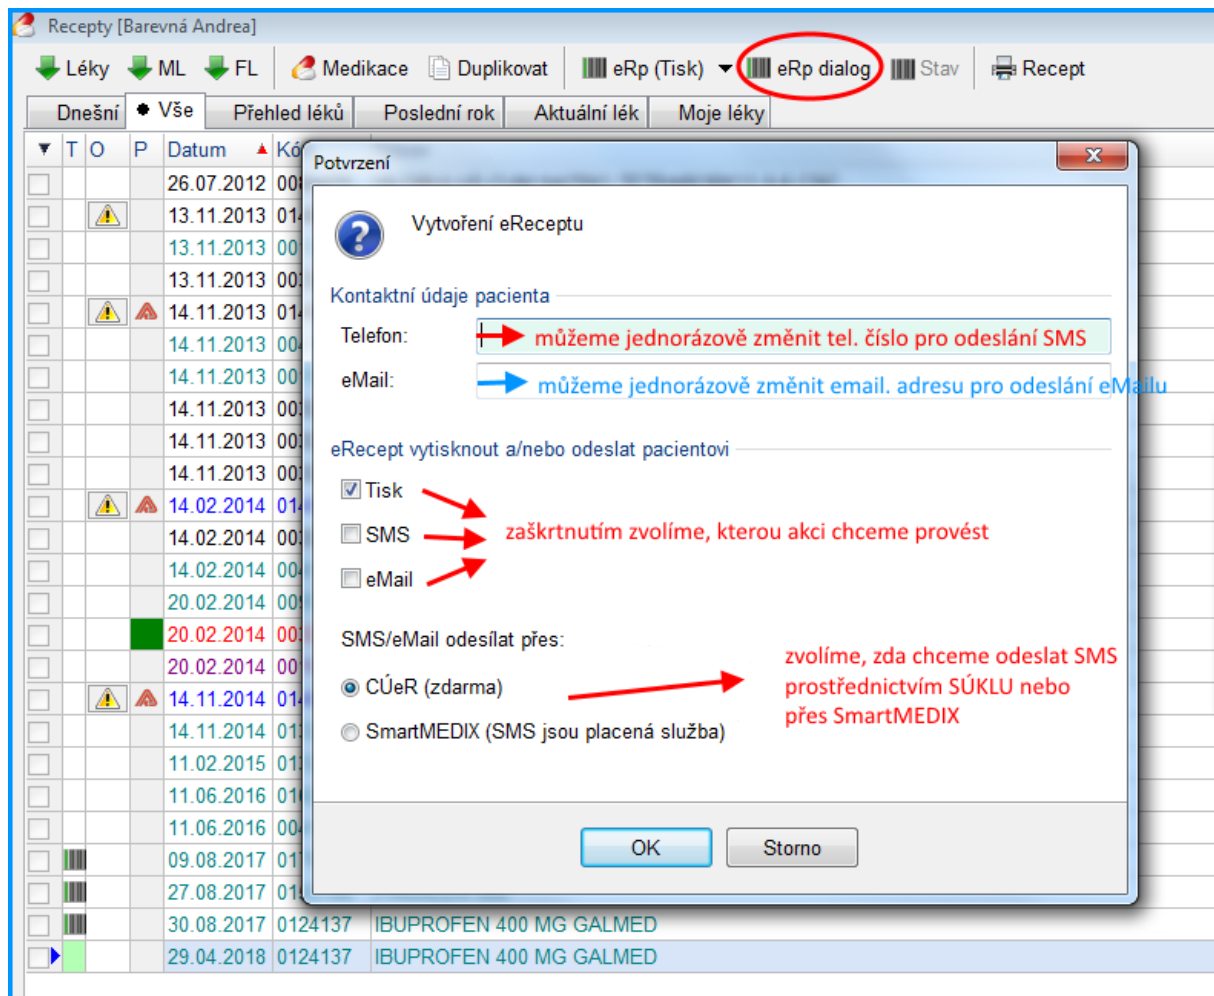 Recepty [Barevná Andrea]
Léky ML FL Medikace Duplikovat eRp (Tisk) eRp dialog Stav Recept
Dnešní Vše Přehled léků Poslední rok Aktuální lék Moje léky
T O P Datum
Potvrzení
Vytvoření eReceptu
Kontaktní údaje pacienta
Telefon: můžeme jednorázově změnit tel. číslo pro odeslání SMS
eMail: můžeme jednorázově změnit email. adresu pro odeslání eMailu
eRecept vytisknout a/nebo odeslat pacientovi
Tisk
SMS zaškrtnutím zvolíme, kterou akci chceme provést
eMail
SMS/eMail odesílat přes:
zvolíme, zda chceme odeslat SMS
prostřednictvím SÚKLU nebo
přes SmartMEDIX
CÚeR (zdarma)
SmartMEDIX (SMS jsou placená služba)
OK Storno
26.07.2012
13.11.2013
13.11.2013
13.11.2013
14.11.2013
14.11.2013
14.11.2013
14.11.2013
14.11.2013
14.11.2013
14.02.2014
14.02.2014
14.02.2014
20.02.2014
20.02.2014
20.02.2014
14.11.2014
14.11.2014
11.02.2015
11.06.2016
11.06.2016
09.08.2017
27.08.2017
30.08.2017 0124137 IBUPROFEN 400 MG GALMED
29.04.2018 0124137 IBUPROFEN 400 MG GALMED